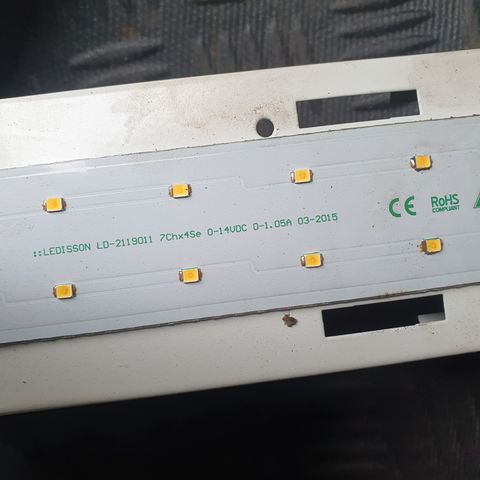 ::LEDISSON LD-2119011 7Chx4Se 0-14VDC 0-1.05A 03-2015
CE
RoHS
COMPLIANT